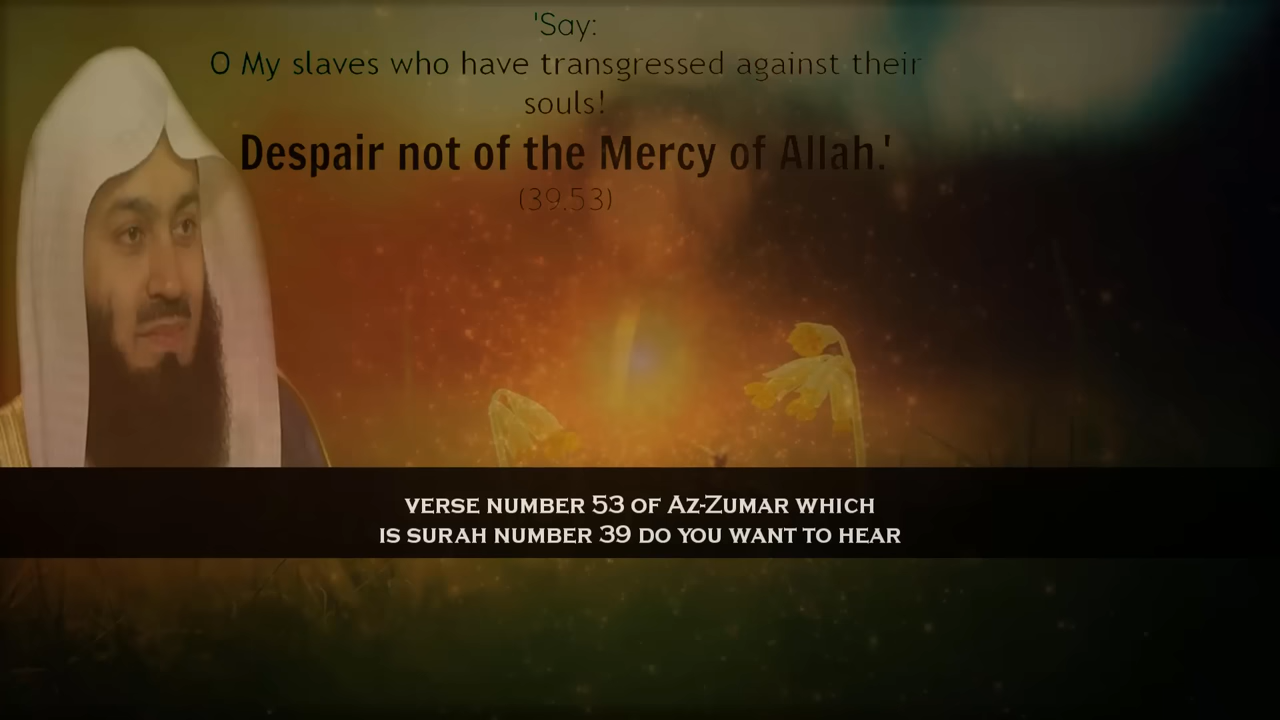 'Say:
O My slaves who have transgressed against their
souls!
Despair not of the Mercy of Allah.'
(39.53)
VERSE NUMBER 53 OF AZ-ZUMAR WHICH
IS SURAH NUMBER 39 DO YOU WANT TO HEAR